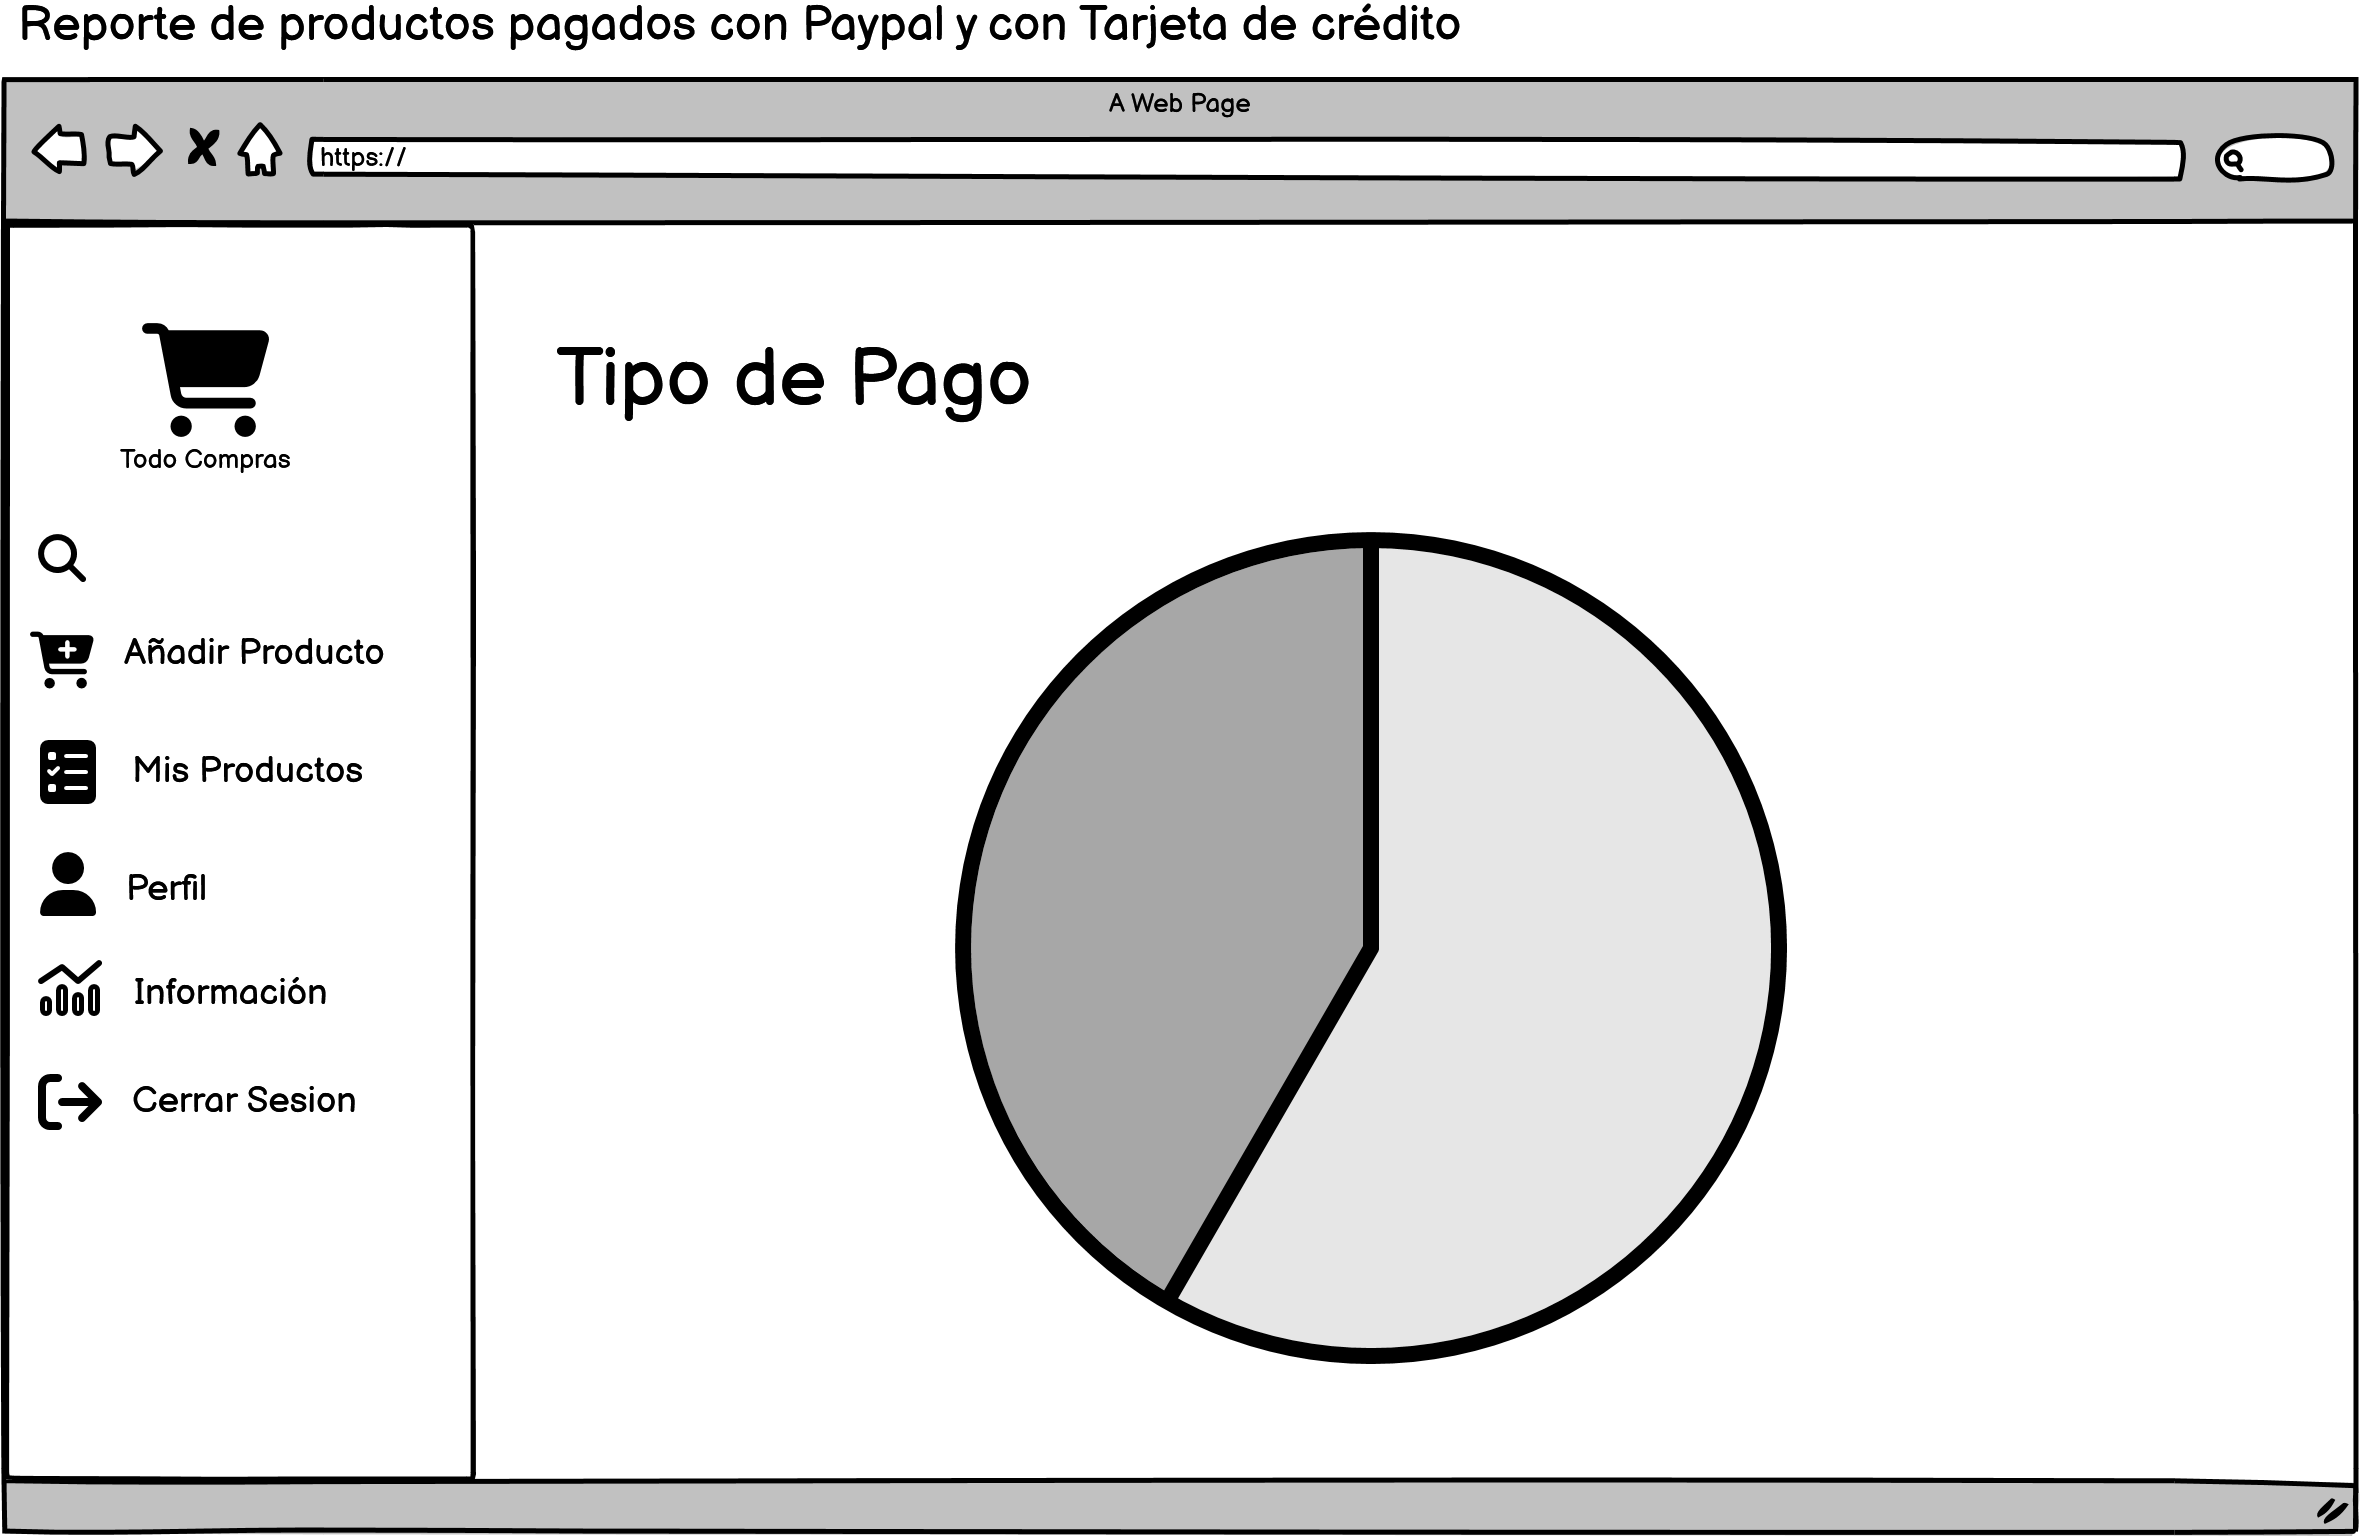 Reporte de productos pagados con Paypal y con Tarjeta de crédito
A Web Page
https://
Todo Compras
Tipo de Pago
Añadir Producto
Mis Productos
Perfil
Información
Cerrar Sesion